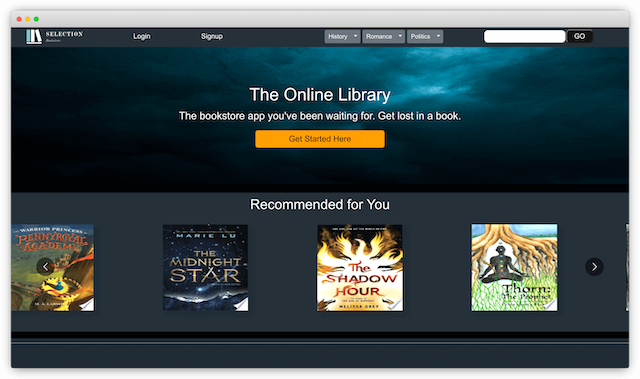 SELECTION
Bookstore
Login
Signup
History
Romance
Politics
GO
The Online Library
The bookstore app you've been waiting for. Get lost in a book.
Get Started Here
Recommended for You
WARRIOR PRINCESS
PENNYROYAL
ACADEMY
MARIE LU
THE
MIDNIGHT
STAR
The
SHADOW
HOUR
MELISSA GREY
Thorn:
The Prophet